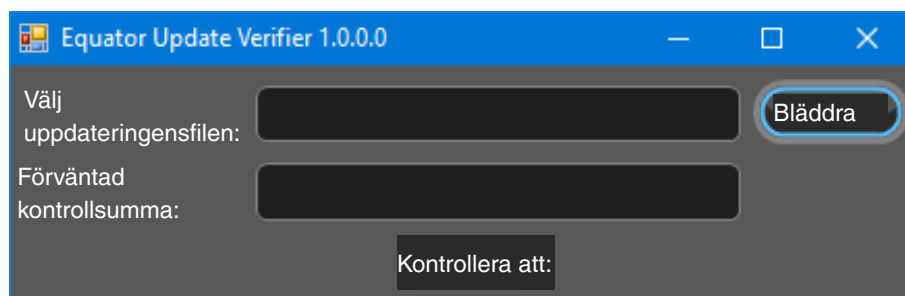 Equator Update Verifier 1.0.0.0
Välj
uppdateringensfilen:
Bläddra
Förväntad
kontrollsumma:
Kontrollera att: